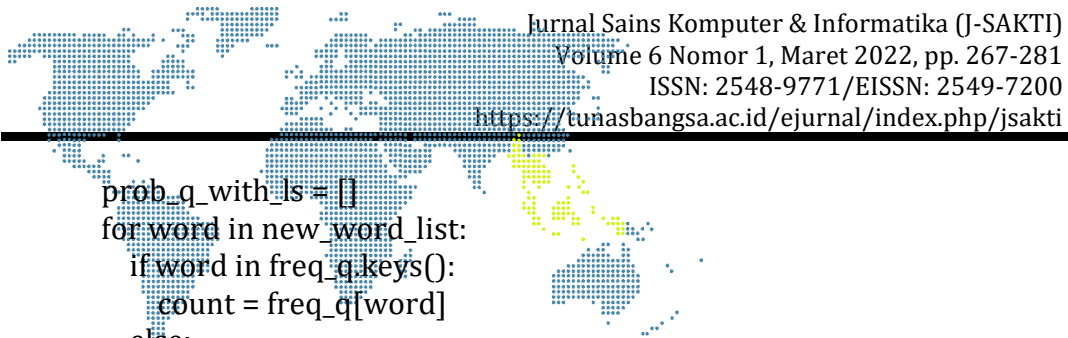 Jurnal Sains Komputer & Informatika (J-SAKTI)
Volume 6 Nomor 1, Maret 2022, pp. 267-281
ISSN: 2548-9771/EISSN: 2549-7200
https://tunasbangsa.ac.id/ejurnal/index.php/jsakti
prob_q_with_ls = []
for word in new_word_list:
if word in freq_q.keys():
count = freq_q[word]
else: